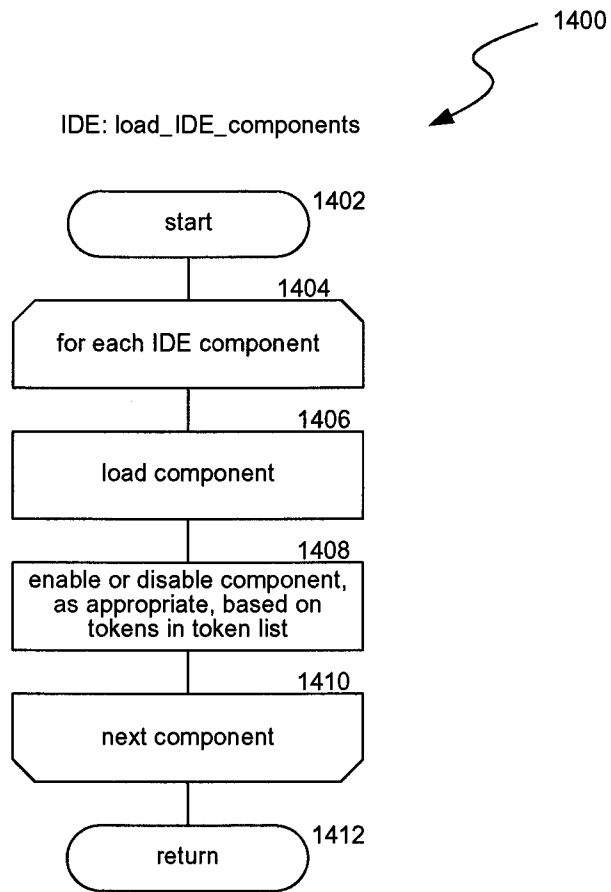 1400
IDE: load_IDE_components
1402
start
1404
for each IDE component
1406
load component
1408
enable or disable component,
as appropriate, based on
tokens in token list
1410
next component
1412
return